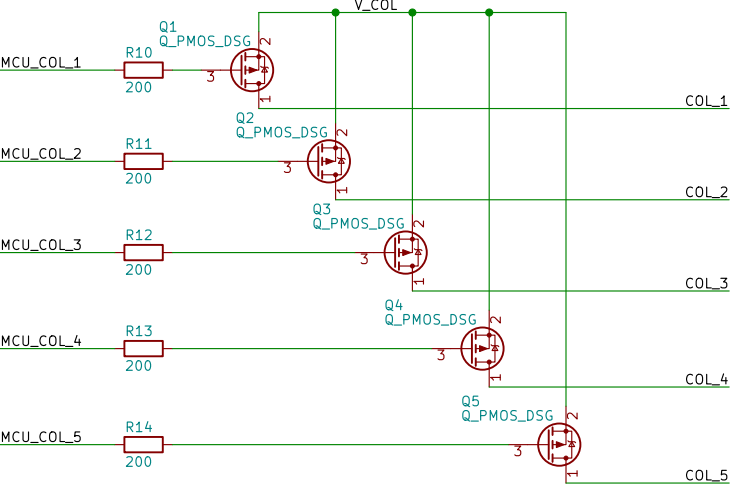 V_COL
Q1
Q_PMOS_DSG
2
MCU_COL_1
R10
200
3
1
COL_1
Q2
Q_PMOS_DSG
2
MCU_COL_2
R11
200
3
1
COL_2
Q3
Q_PMOS_DSG
2
MCU_COL_3
R12
200
3
1
COL_3
Q4
Q_PMOS_DSG
2
MCU_COL_4
R13
200
3
1
COL_4
Q5
Q_PMOS_DSG
2
MCU_COL_5
R14
200
3
1
COL_5